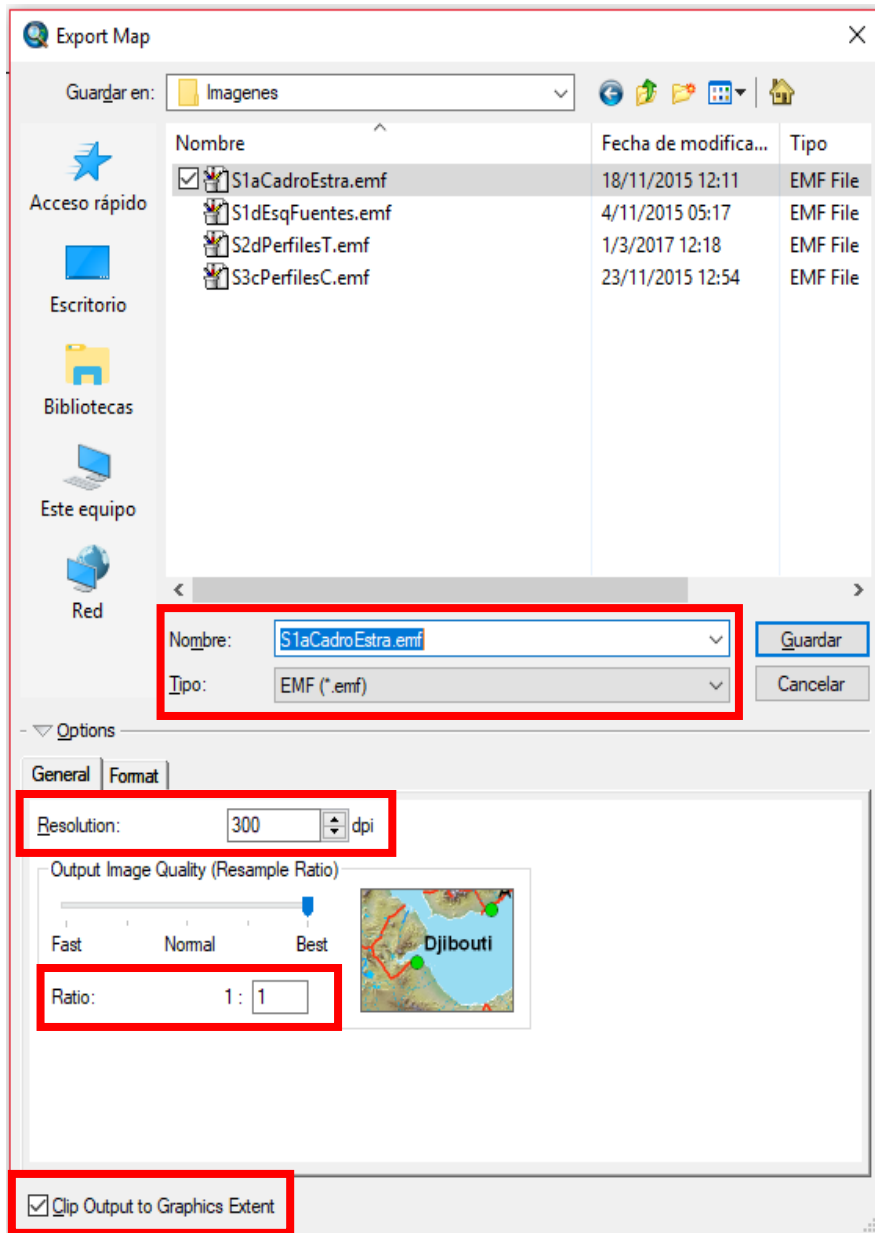 Export Map
Guardar en: Imagenes
Nombre Fecha de modifica... Tipo
S1aCadroEstra.emf 18/11/2015 12:11 EMF File
S1dEsqFuentes.emf 4/11/2015 05:17 EMF File
S2dPerfilesT.emf 1/3/2017 12:18 EMF File
S3cPerfilesC.emf 23/11/2015 12:54 EMF File
Acceso rápido
Escritorio
Bibliotecas
Este equipo
Red
Nombre: S1aCadroEstra.emf Guardar
Tipo: EMF (*.emf) Cancelar
Options
General Format
Resolution: 300 dpi
Output Image Quality (Resample Ratio)
Fast Normal Best
Djibouti
Ratio: 1 : 1
Clip Output to Graphics Extent